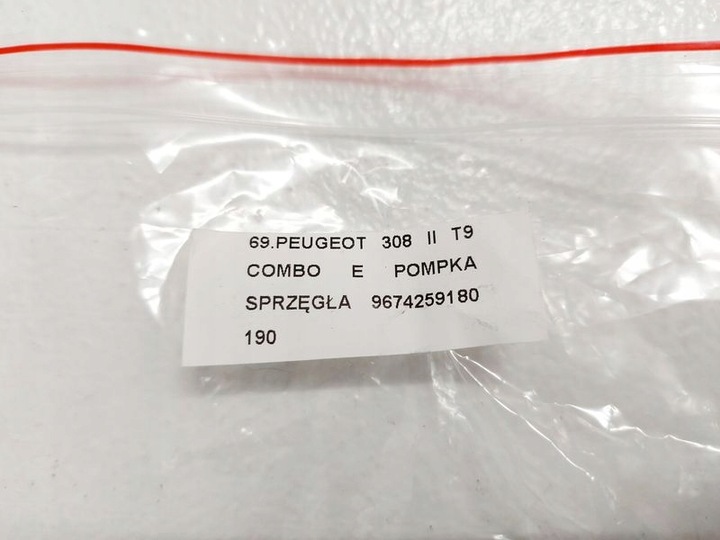 69.PEUGEOT 308 II T9
COMBO E POMPKA
SPRZĘGŁA 9674259180
190